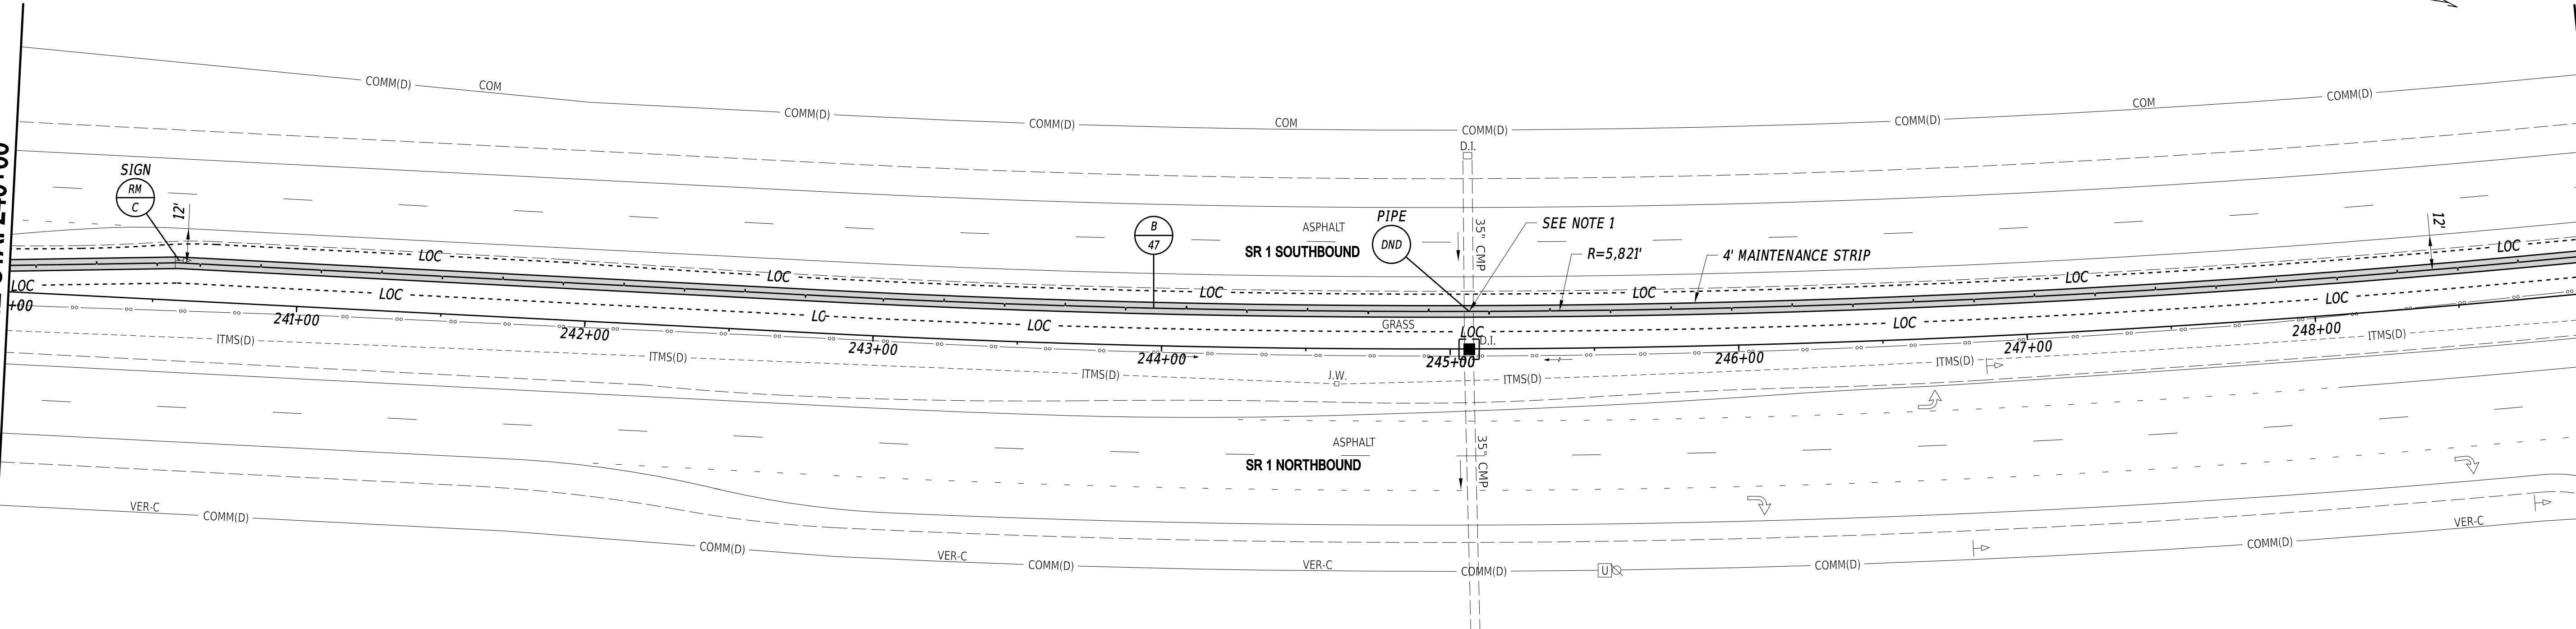 COMM(D) COM COMM(D) COMM(D) COM COMM(D) COMM(D) COM COMM(D)
D.I.
SIGN
RM
C
12'
B
47
ASPHALT
SR 1 SOUTHBOUND
PIPE
DND
35" CMP
SEE NOTE 1
R=5,821'
4' MAINTENANCE STRIP
12'
LOC LOC LOC LOC LOC LOC
LOC LOC LOC LOC LOC LOC
GRASS
LOC
D.I.
+00 241+00 242+00 243+00 244+00 245+00 246+00 247+00 248+00
ITMS(D) ITMS(D) ITMS(D) J.W. ITMS(D) ITMS(D) ITMS(D)
ASPHALT
SR 1 NORTHBOUND
35" CMP
VER-C COMM(D) COMM(D) VER-C COMM(D) VER-C COMM(D) U COMM(D) COMM(D) VER-C